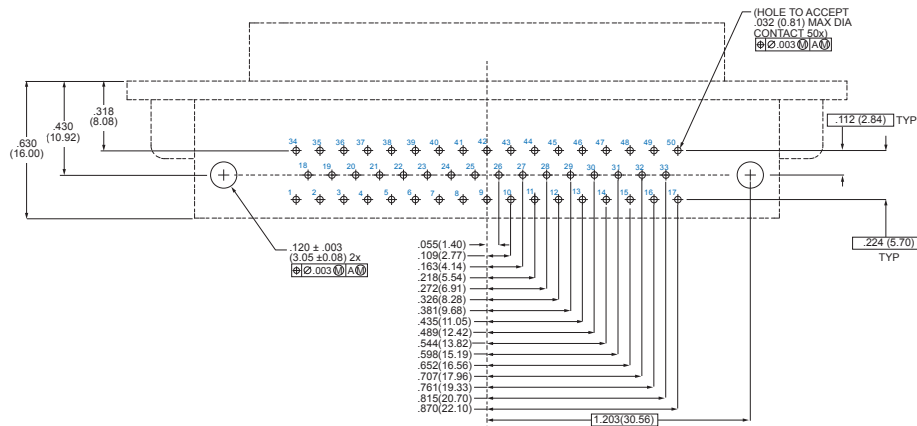 (HOLE TO ACCEPT
.032 (0.81) MAX DIA
CONTACT 50x)
⌖ Ø.003 Ⓜ A Ⓜ
.630
(16.00)
.430
(10.92)
.318
(8.08)
34 35 36 37 38 39 40 41 42 43 44 45 46 47 48 49 50
.112 (2.84) TYP
18 19 20 21 22 23 24 25 26 27 28 29 30 31 32 33
1 2 3 4 5 6 7 8 9 10 11 12 13 14 15 16 17
.120 ± .003
(3.05 ±0.08) 2x
⌖ Ø.003 Ⓜ A Ⓜ
.224 (5.70)
TYP
.055(1.40)
.109(2.77)
.163(4.14)
.218(5.54)
.272(6.91)
.326(8.28)
.381(9.68)
.435(11.05)
.489(12.42)
.544(13.82)
.598(15.19)
.652(16.56)
.707(17.96)
.761(19.33)
.815(20.70)
.870(22.10)
1.203(30.56)